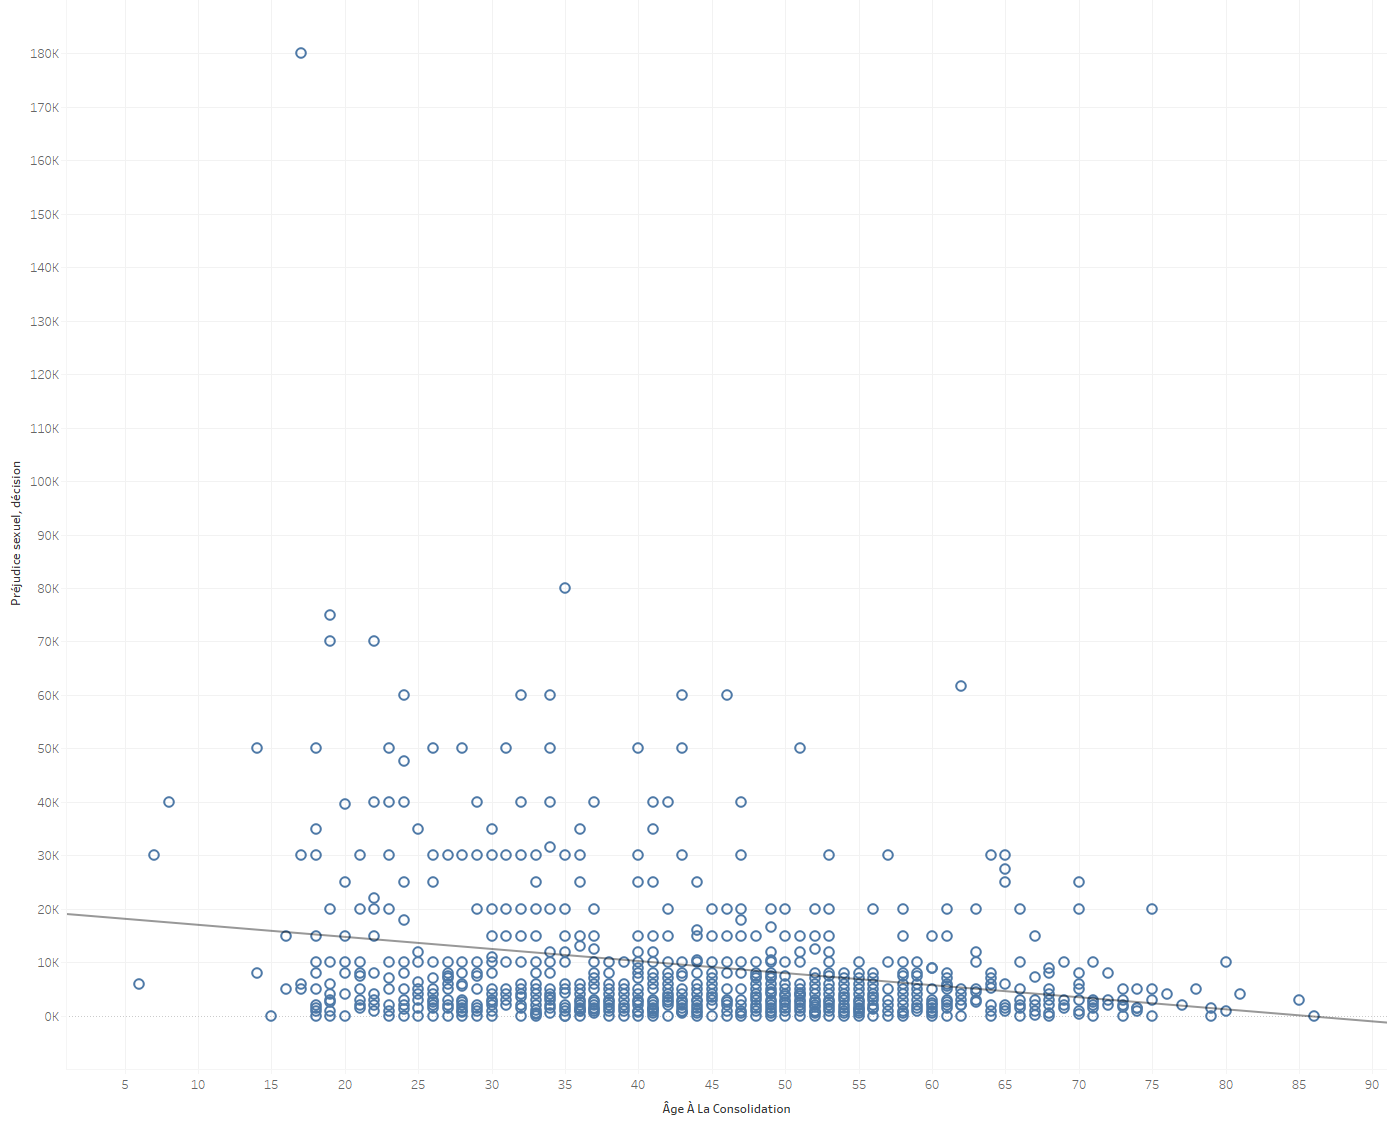 180K
170K
160K
150K
140K
130K
120K
110K
100K
90K
80K
70K
60K
50K
40K
30K
20K
10K
0K
Préjudice sexuel, décision
5 10 15 20 25 30 35 40 45 50 55 60 65 70 75 80 85 90
Âge À La Consolidation